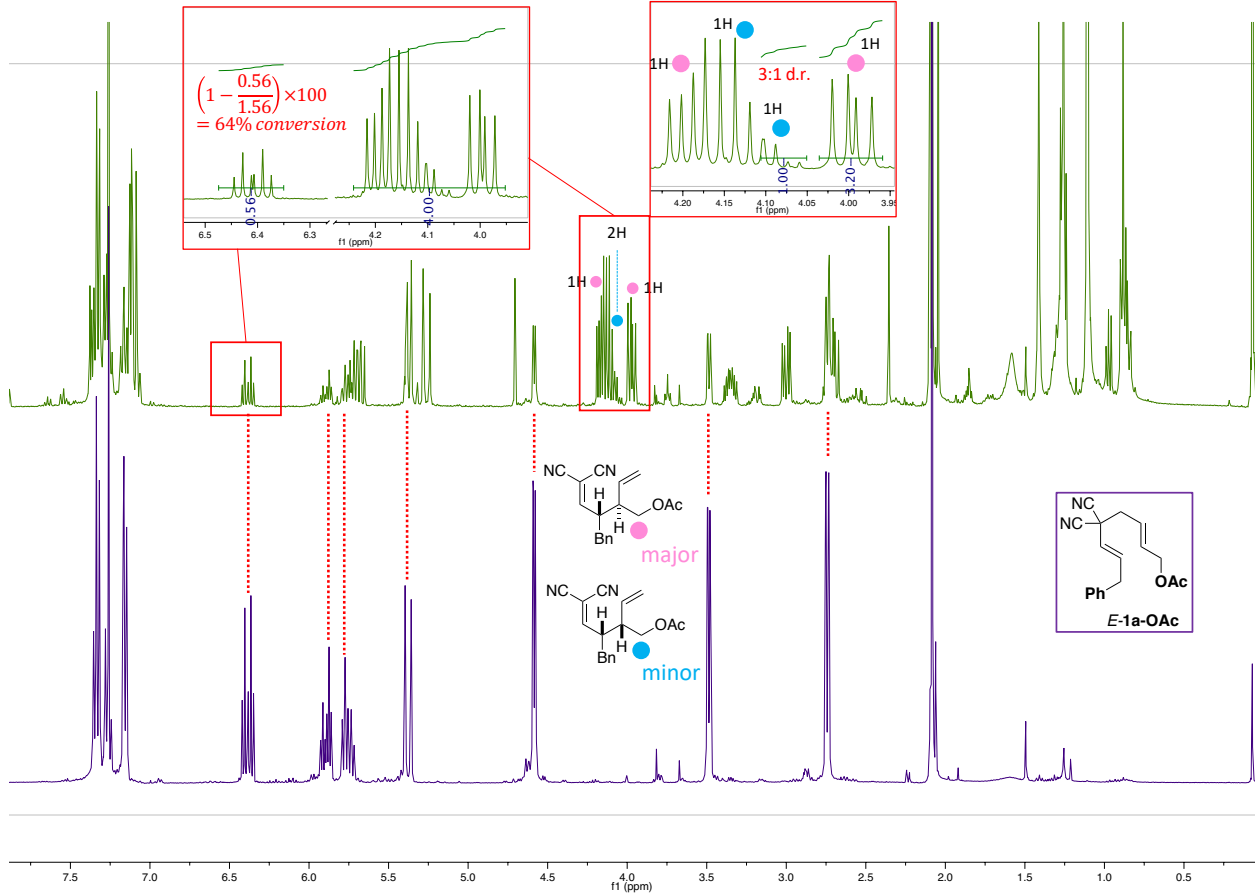 (1 − 0.56/1.56) ×100
= 64% conversion
0.56
4.00
6.5 6.4 6.3 4.2 4.1 4.0
f1 (ppm)
1H
1H
1H
1H
3:1 d.r.
1.00
3.20
4.20 4.15 4.10 4.05 4.00 3.95
f1 (ppm)
2H
1H
1H
NC CN
H
OAc
H
Bn
major
NC CN
H
OAc
H
Bn
minor
NC
NC
OAc
Ph
E-1a-OAc
7.5 7.0 6.5 6.0 5.5 5.0 4.5 4.0 3.5 3.0 2.5 2.0 1.5 1.0 0.5
f1 (ppm)